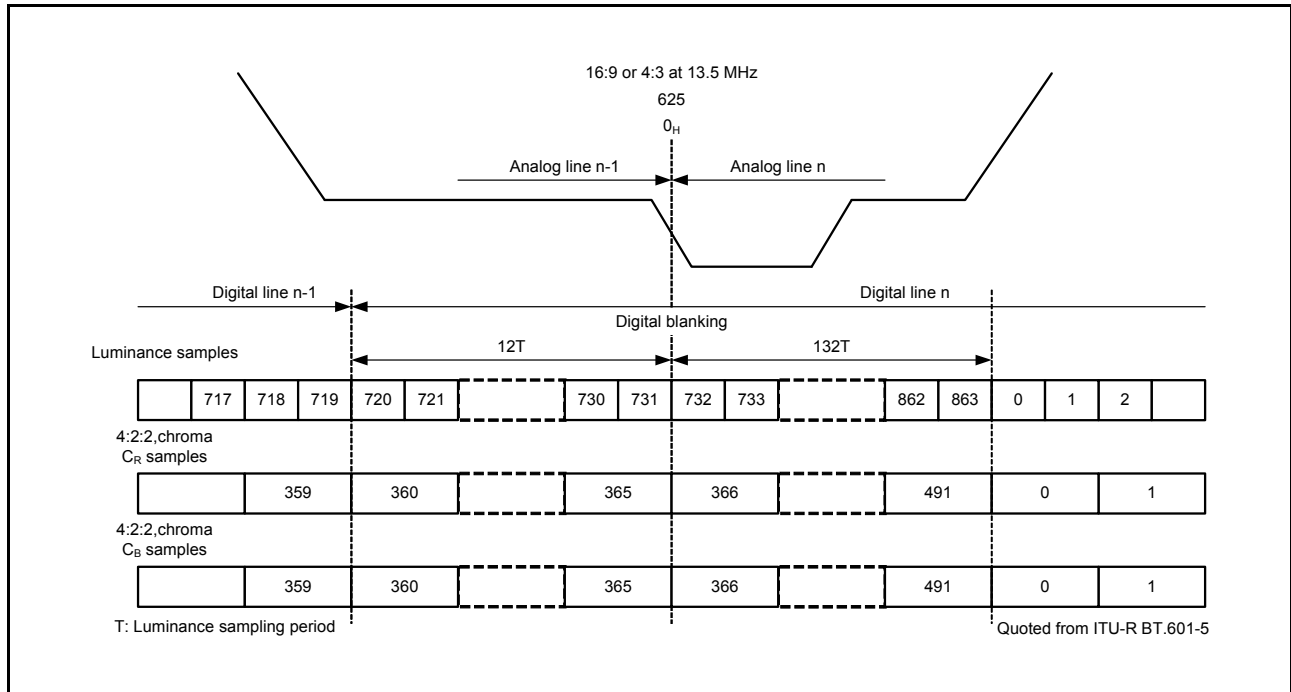 16:9 or 4:3 at 13.5 MHz
625
0H
Analog line n-1 Analog line n
Digital line n-1 Digital line n
Digital blanking
Luminance samples 12T 132T
717 718 719 720 721 730 731 732 733 862 863 0 1 2
4:2:2,chroma
CR samples
359 360 365 366 491 0 1
4:2:2,chroma
CB samples
359 360 365 366 491 0 1
T: Luminance sampling period Quoted from ITU-R BT.601-5